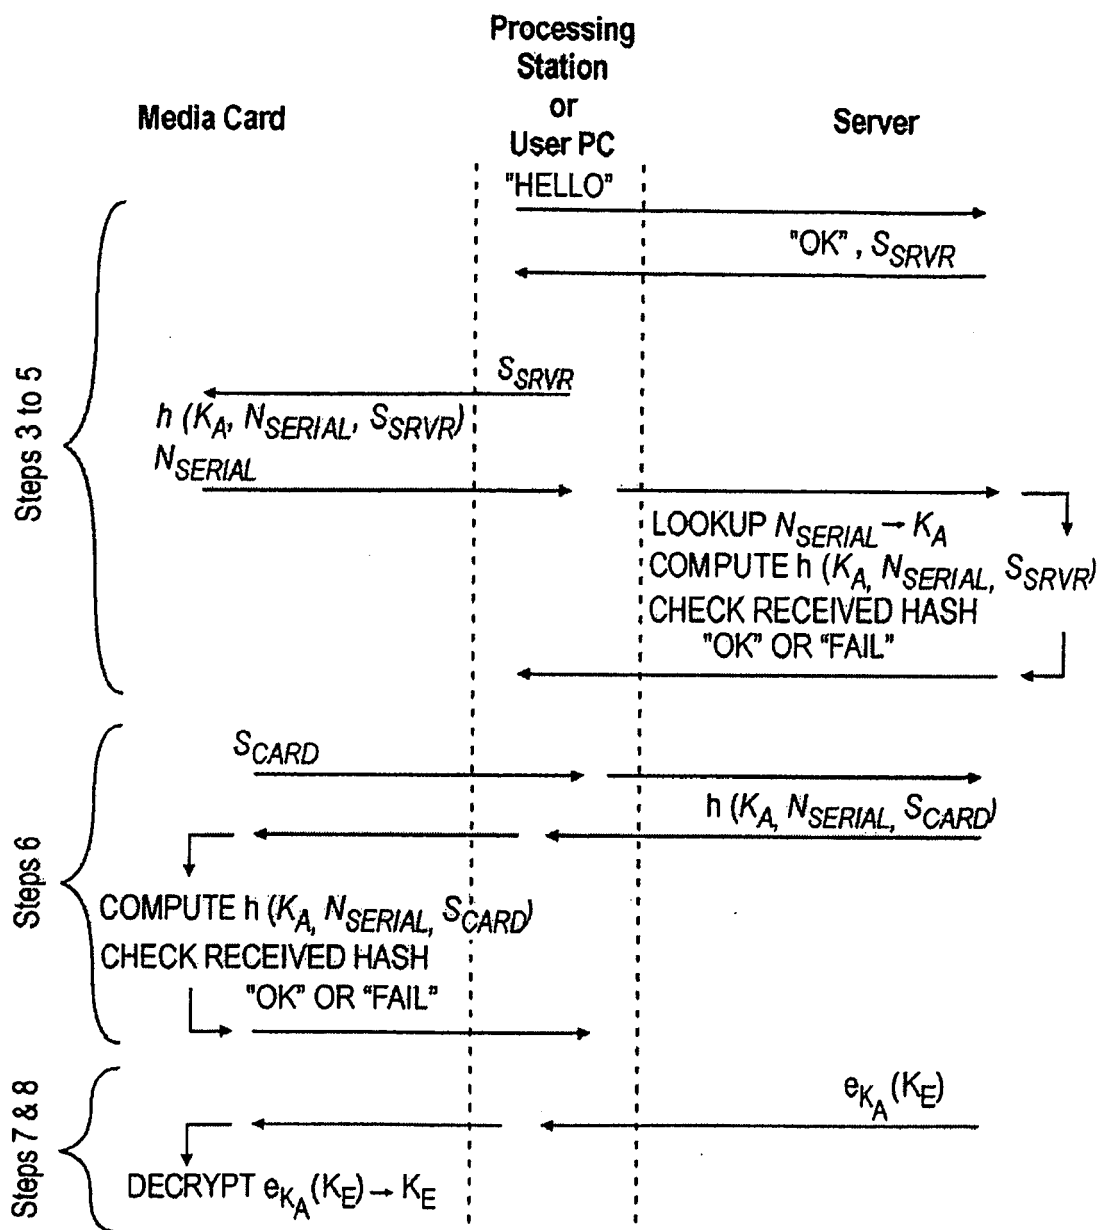 Processing
Station
or
User PC
Media Card
Server
"HELLO"
"OK" , S_SRVR
S_SRVR
h (K_A, N_SERIAL, S_SRVR)
N_SERIAL
LOOKUP N_SERIAL → K_A
COMPUTE h (K_A, N_SERIAL, S_SRVR)
CHECK RECEIVED HASH
"OK" OR "FAIL"
Steps 3 to 5
S_CARD
h (K_A, N_SERIAL, S_CARD)
COMPUTE h (K_A, N_SERIAL, S_CARD)
CHECK RECEIVED HASH
"OK" OR "FAIL"
Steps 6
e_K_A(K_E)
DECRYPT e_K_A(K_E) → K_E
Steps 7 & 8